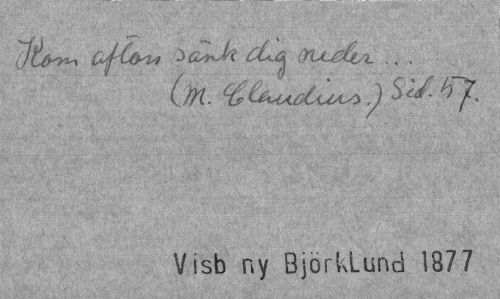 Kom afton sänk dig neder...
(M. Claudius.) Sid. 57.
Visb ny BjörkLund 1877